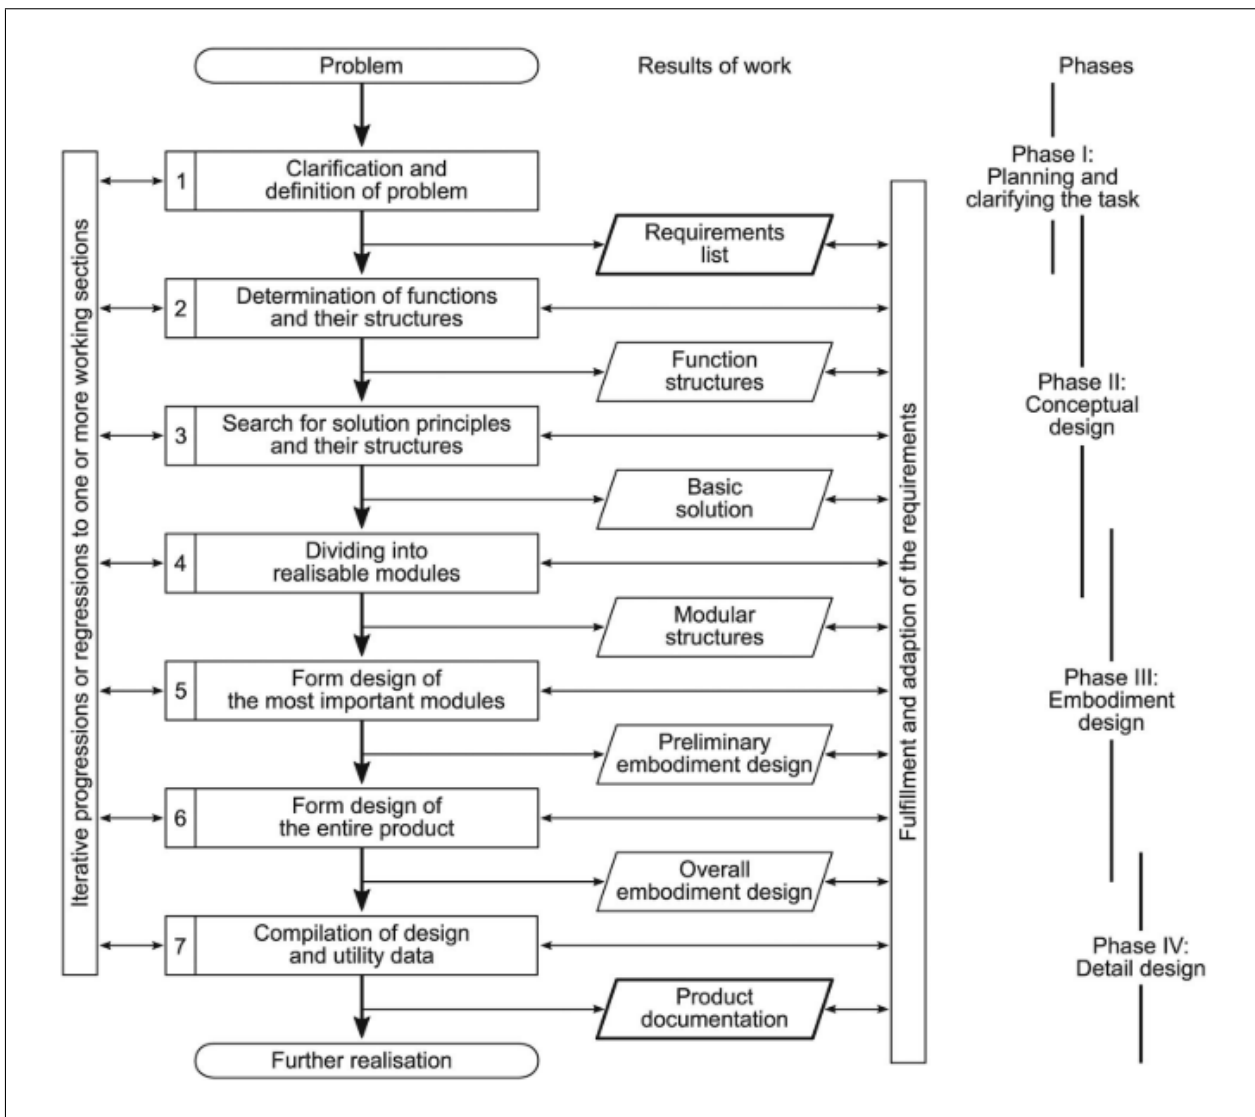 Problem
Results of work
Phases
Iterative progressions or regressions to one or more working sections
1
Clarification and
definition of problem
Phase I:
Planning and
clarifying the task
Requirements
list
2
Determination of functions
and their structures
Function
structures
Phase II:
Conceptual
design
3
Search for solution principles
and their structures
Basic
solution
Fulfillment and adaption of the requirements
4
Dividing into
realisable modules
Modular
structures
5
Form design of
the most important modules
Phase III:
Embodiment
design
Preliminary
embodiment design
6
Form design of
the entire product
Overall
embodiment design
7
Compilation of design
and utility data
Phase IV:
Detail design
Product
documentation
Further realisation